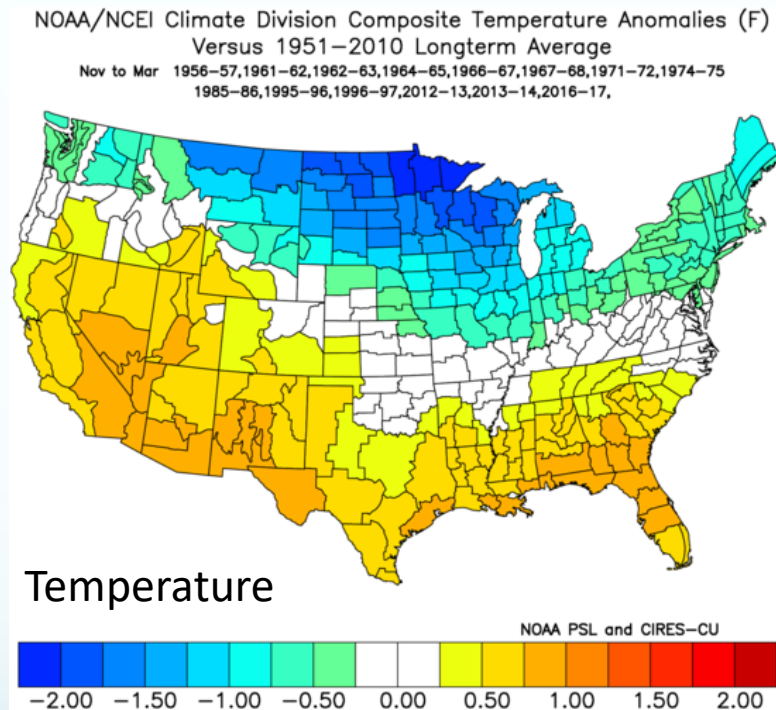 NOAA/NCEI Climate Division Composite Temperature Anomalies (F)
Versus 1951−2010 Longterm Average
Nov to Mar 1956−57,1961−62,1962−63,1964−65,1966−67,1967−68,1971−72,1974−75
1985−86,1995−96,1996−97,2012−13,2013−14,2016−17,
Temperature
NOAA PSL and CIRES−CU
−2.00 −1.50 −1.00 −0.50 0.00 0.50 1.00 1.50 2.00